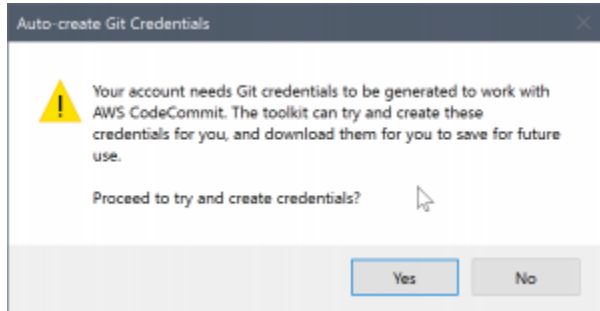 Auto-create Git Credentials
Your account needs Git credentials to be generated to work with
AWS CodeCommit. The toolkit can try and create these
credentials for you, and download them for you to save for future
use.
Proceed to try and create credentials?
Yes No